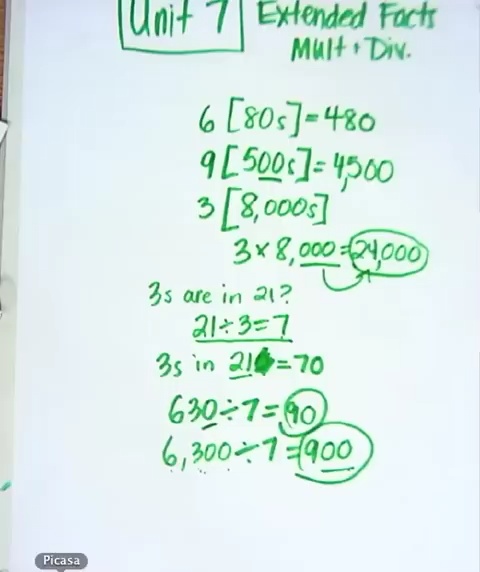 Unit 7
Extended Facts
Mult + Div.
6 [80s] = 480
9 [500s] = 4,500
3 [8,000s]
3 × 8,000 = 24,000
3s are in 21?
21 ÷ 3 = 7
3s in 210 = 70
630 ÷ 7 = 90
6,300 ÷ 7 = 900
Picasa